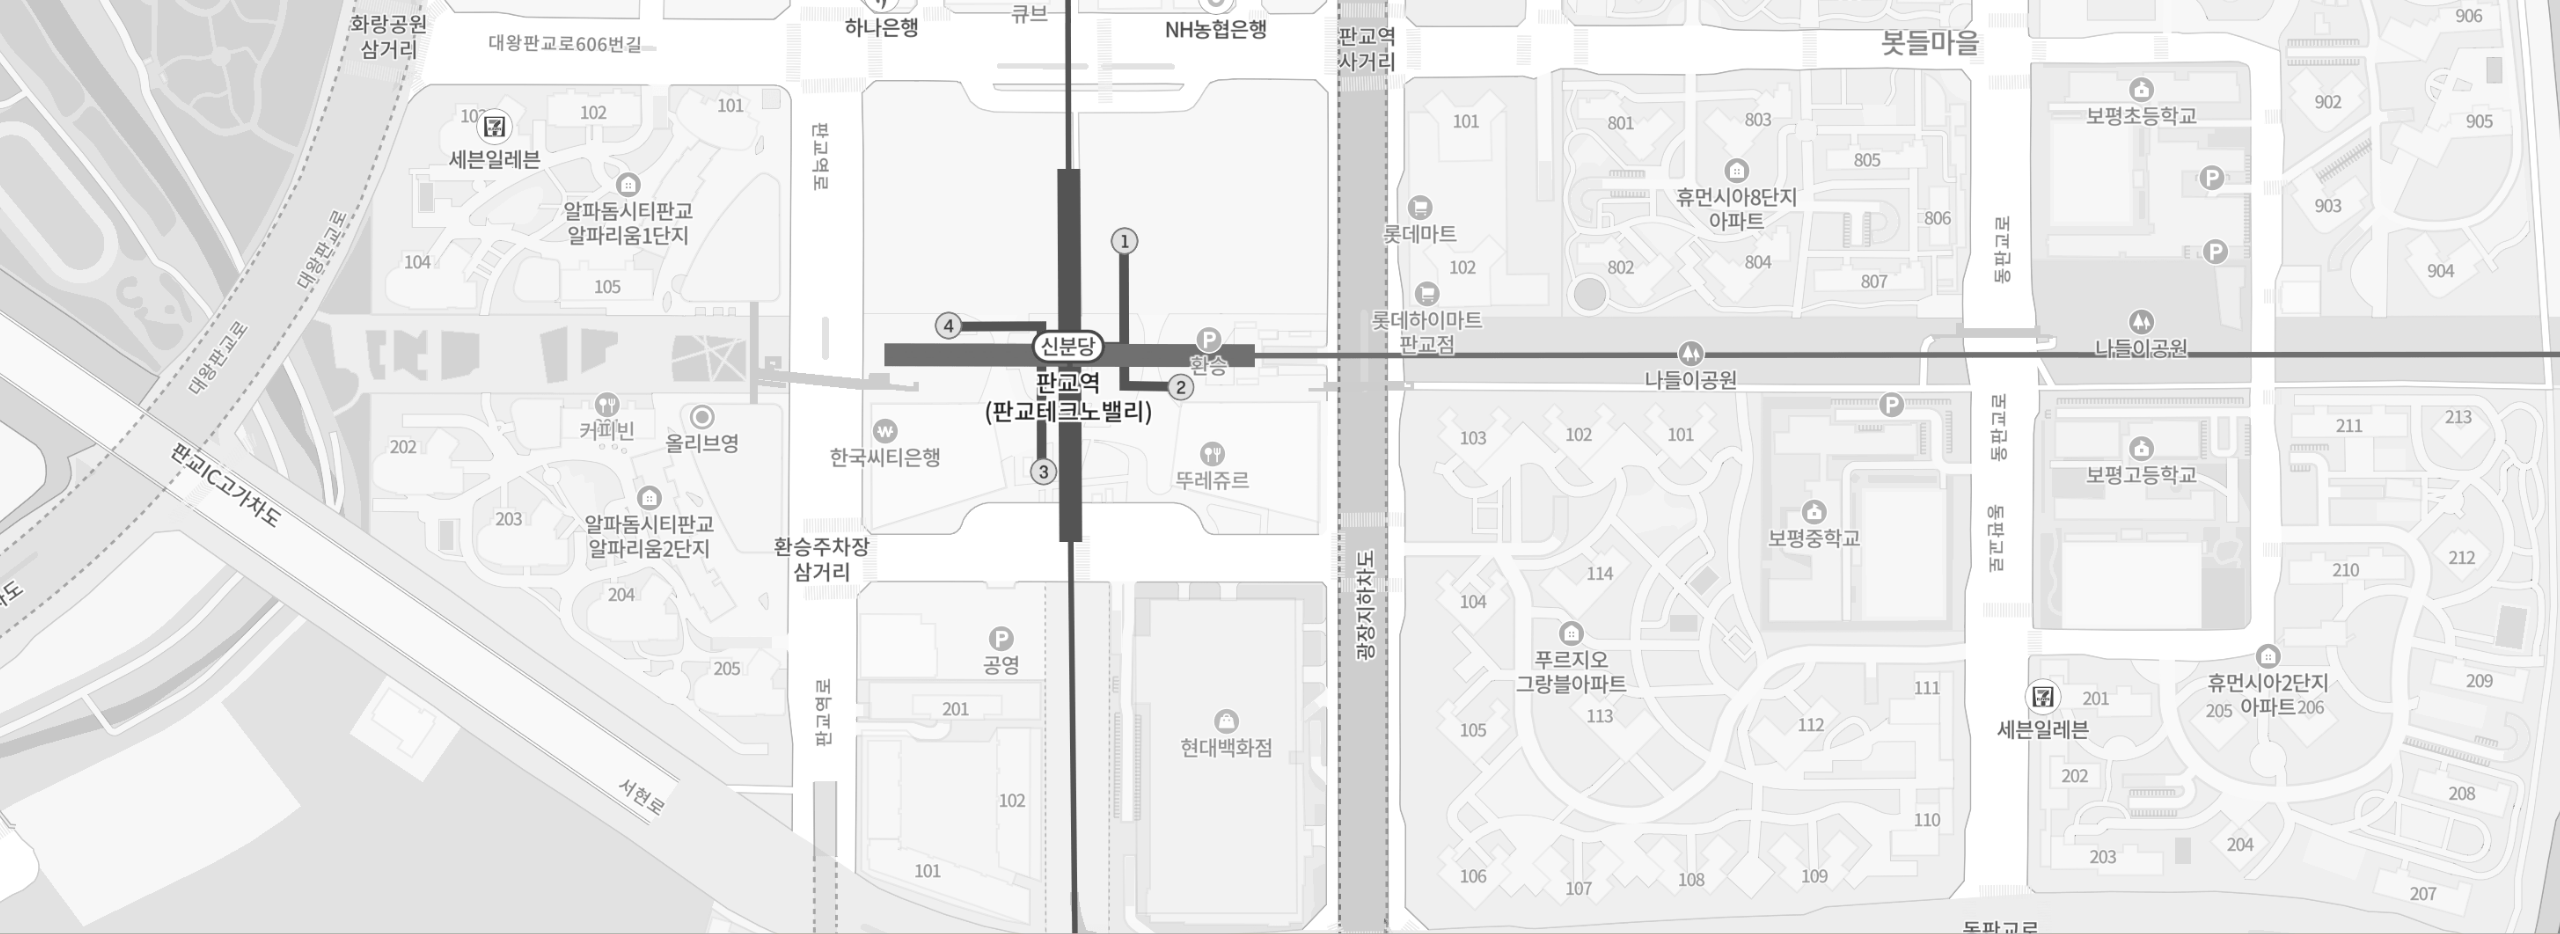 화랑공원
삼거리
대왕판교로606번길
하나은행
큐브
NH농협은행
판교역
사거리
봇들마을
906
102
101
세븐일레븐
알파돔시티판교
알파리움1단지
104
105
대왕판교로
대왕판교로
판교역로
1
4
신분당
판교역
(판교테크노밸리)
2
3
P
환승
101
롯데마트
102
롯데하이마트
판교점
801
803
805
휴먼시아8단지
아파트
806
802
804
807
나들이공원
동판교로
보평초등학교
P
P
나들이공원
902
905
903
904
판교IC고가차도
202
커피빈
올리브영
203
알파돔시티판교
알파리움2단지
204
205
서현로
한국씨티은행
뚜레쥬르
환승주차장
삼거리
판교역로
P
공영
201
102
101
현대백화점
광장지하차도
103
102
101
P
보평중학교
114
104
푸르지오
그랑블아파트
113
105
112
111
110
106
107
108
109
동판교로
동판교로
보평고등학교
211
213
210
212
세븐일레븐
201
휴먼시아2단지
아파트
205
206
209
202
208
203
204
207
동판교로